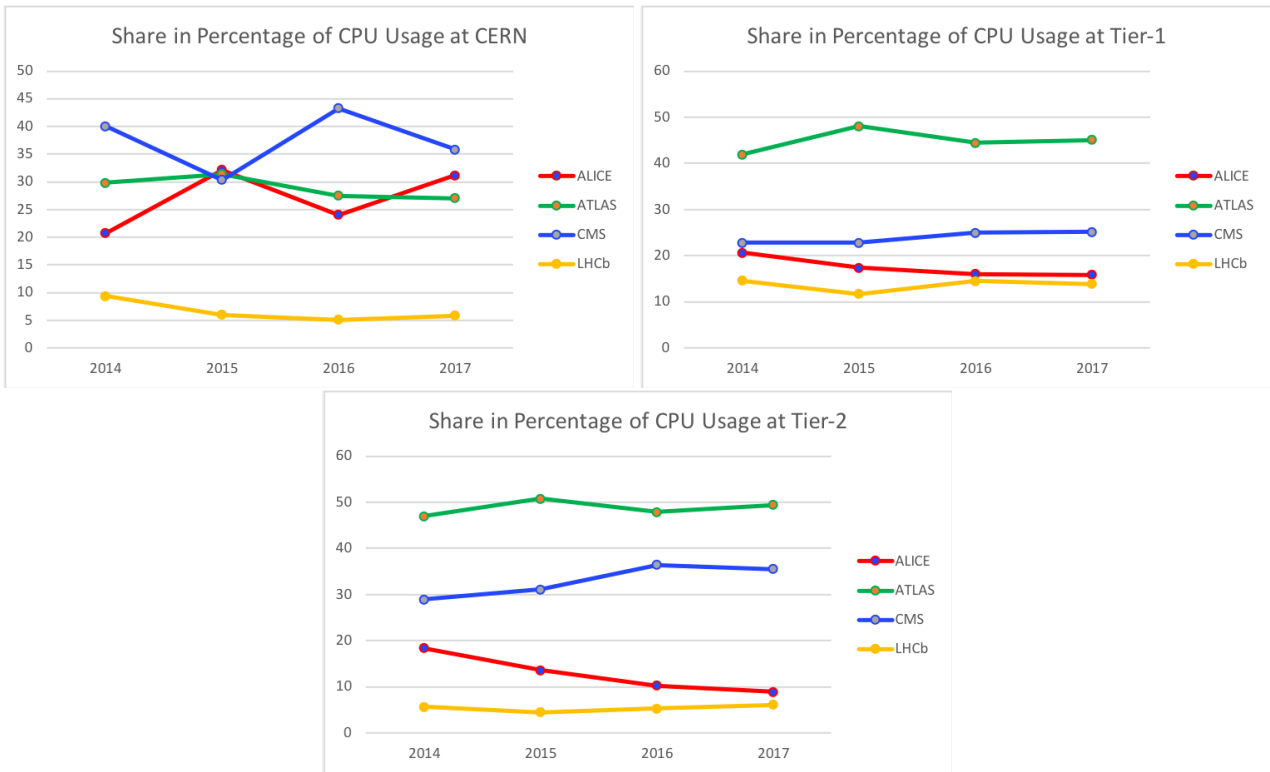 Share in Percentage of CPU Usage at CERN
50
45
40
35
30
25
20
15
10
5
0
2014 2015 2016 2017
ALICE
ATLAS
CMS
LHCb
Share in Percentage of CPU Usage at Tier-1
60
50
40
30
20
10
0
2014 2015 2016 2017
ALICE
ATLAS
CMS
LHCb
Share in Percentage of CPU Usage at Tier-2
60
50
40
30
20
10
0
2014 2015 2016 2017
ALICE
ATLAS
CMS
LHCb